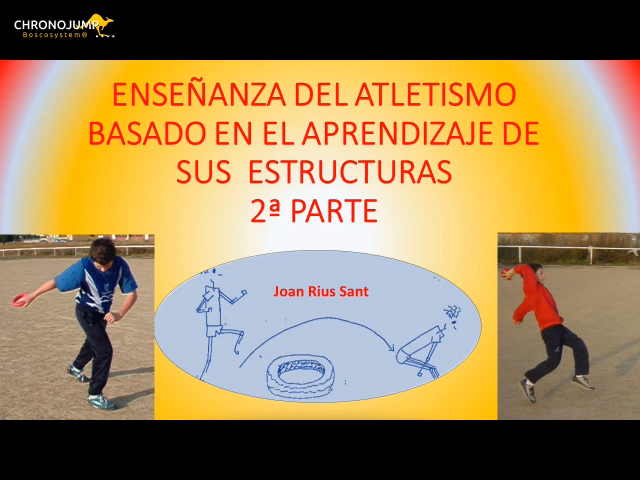 CHRONOJUMP
Boscosystem®
ENSEÑANZA DEL ATLETISMO
BASADO EN EL APRENDIZAJE DE
SUS ESTRUCTURAS
2ª PARTE
Joan Rius Sant